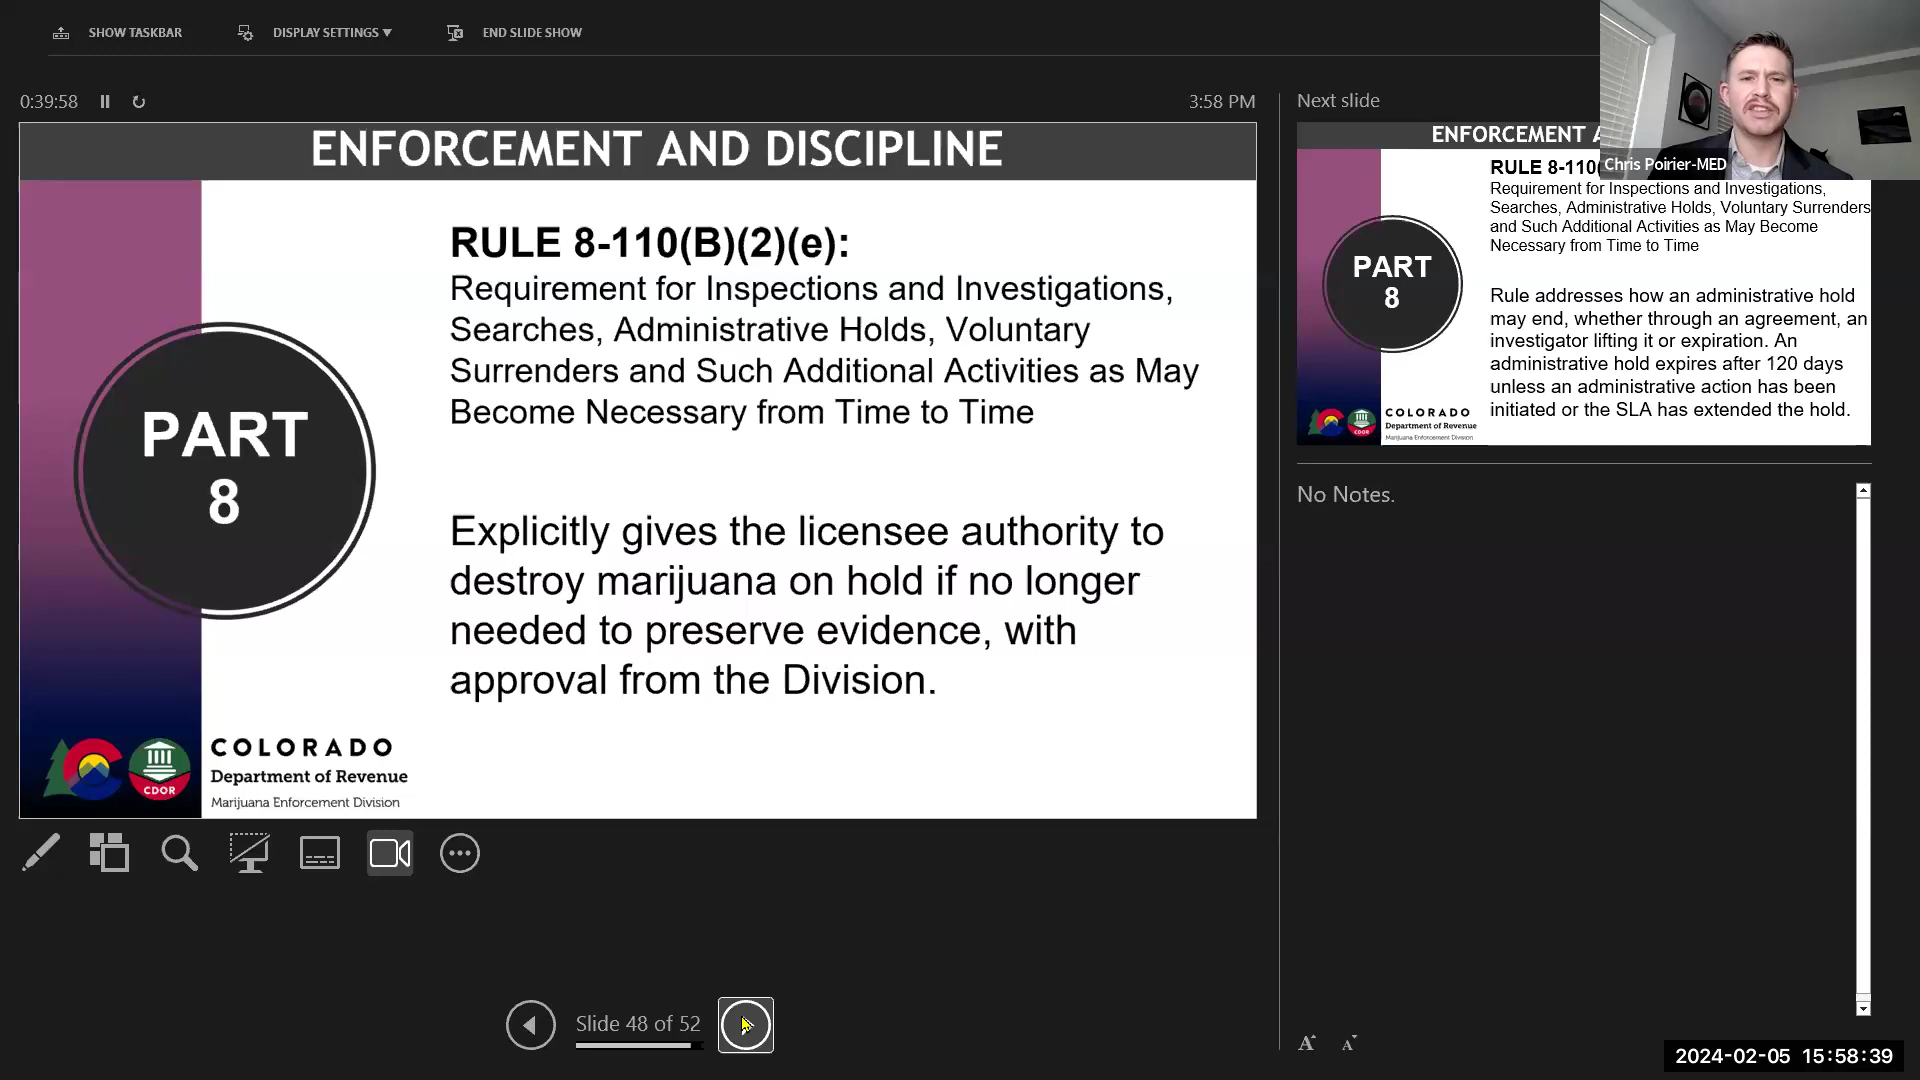 SHOW TASKBAR
DISPLAY SETTINGS ▼
END SLIDE SHOW
0:39:58
3:58 PM
ENFORCEMENT AND DISCIPLINE
PART
8
RULE 8-110(B)(2)(e):
Requirement for Inspections and Investigations,
Searches, Administrative Holds, Voluntary
Surrenders and Such Additional Activities as May
Become Necessary from Time to Time
Explicitly gives the licensee authority to
destroy marijuana on hold if no longer
needed to preserve evidence, with
approval from the Division.
CDOR
COLORADO
Department of Revenue
Marijuana Enforcement Division
Slide 48 of 52
Next slide
Chris Poirier-MED
ENFORCEMENT
RULE 8-110
Requirement for Inspections and Investigations,
Searches, Administrative Holds, Voluntary Surrenders
and Such Additional Activities as May Become
Necessary from Time to Time
PART
8
Rule addresses how an administrative hold
may end, whether through an agreement, an
investigator lifting it or expiration. An
administrative hold expires after 120 days
unless an administrative action has been
initiated or the SLA has extended the hold.
CDOR
COLORADO
Department of Revenue
Marijuana Enforcement Division
No Notes.
A
A
2024-02-05 15:58:39